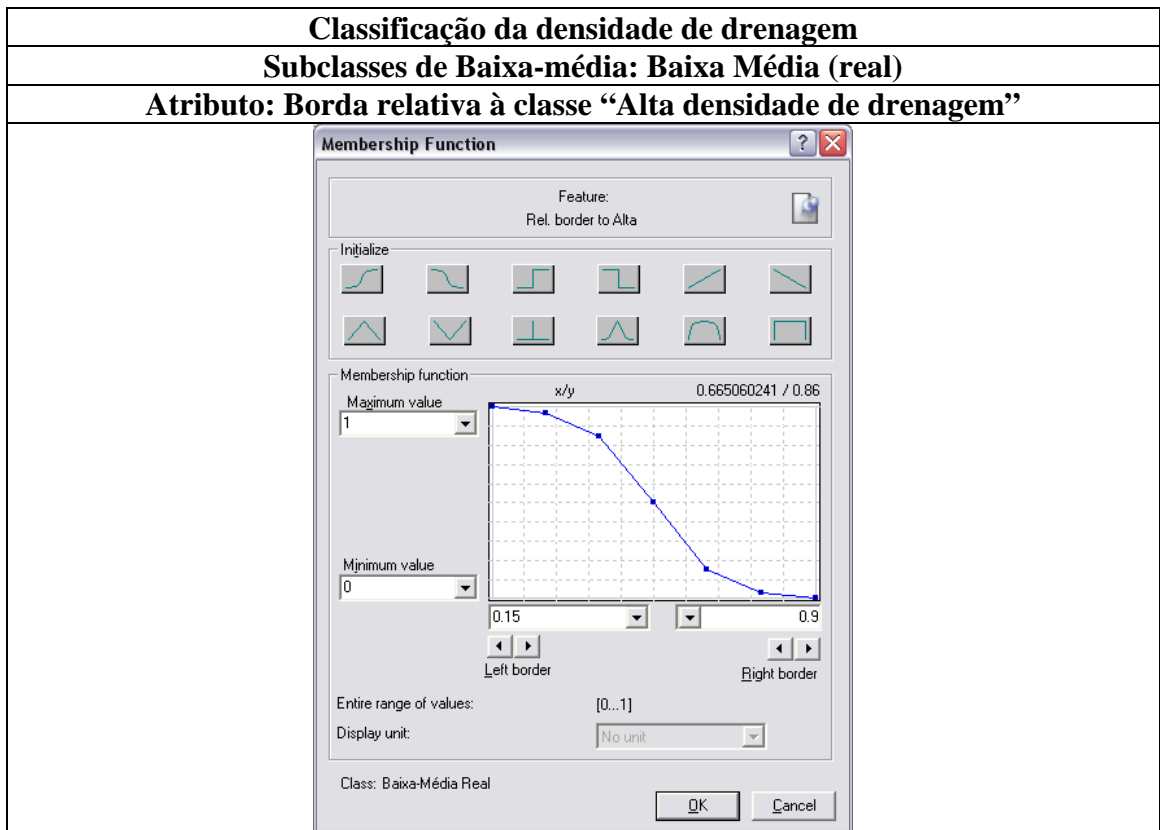 Classificação da densidade de drenagem
Subclasses de Baixa-média: Baixa Média (real)
Atributo: Borda relativa à classe “Alta densidade de drenagem”
Membership Function
Feature:
Rel. border to Alta
Initialize
Membership function
x/y 0.665060241 / 0.86
Maximum value
1
Minimum value
0
0.15 0.9
Left border Right border
Entire range of values: [0...1]
Display unit: No unit
Class: Baixa-Média Real
OK Cancel